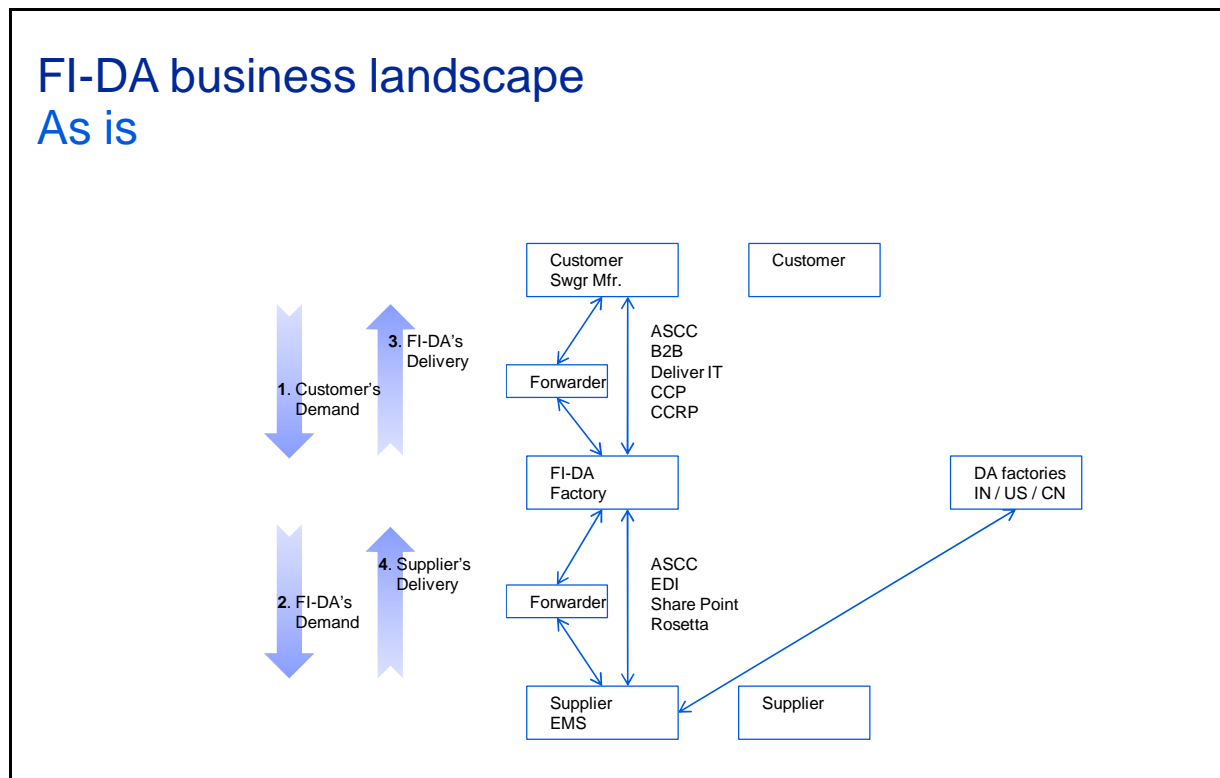 FI-DA business landscape
As is
Customer
Swgr Mfr.
Customer
3. FI-DA's
Delivery
1. Customer's
Demand
Forwarder
ASCC
B2B
Deliver IT
CCP
CCRP
FI-DA
Factory
DA factories
IN / US / CN
4. Supplier's
Delivery
2. FI-DA's
Demand
Forwarder
ASCC
EDI
Share Point
Rosetta
Supplier
EMS
Supplier